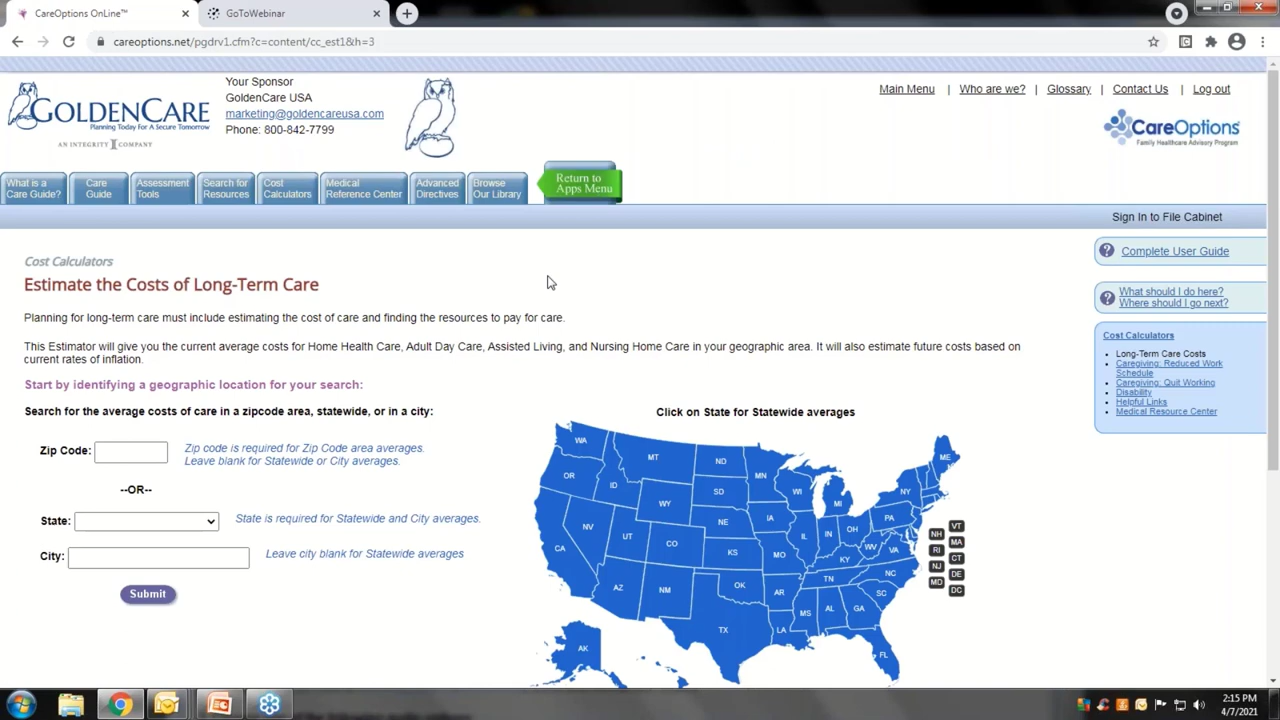 CareOptions OnLine™
GoToWebinar
careoptions.net/pgdrv1.cfm?c=content/cc_est1&h=3
GOLDENCARE
Planning Today For A Secure Tomorrow
AN INTEGRITY COMPANY
Your Sponsor
GoldenCare USA
marketing@goldencareusa.com
Phone: 800-842-7799
Main Menu | Who are we? | Glossary | Contact Us | Log out
CareOptions
Family Healthcare Advisory Program
What is a
Care Guide?
Care
Guide
Assessment
Tools
Search for
Resources
Cost
Calculators
Medical
Reference Center
Advanced
Directives
Browse
Our Library
Return to
Apps Menu
Sign In to File Cabinet
Complete User Guide
What should I do here?
Where should I go next?
Cost Calculators
Long-Term Care Costs
Caregiving: Reduced Work
Schedule
Caregiving: Quit Working
Disability
Helpful Links
Medical Resource Center
Cost Calculators
Estimate the Costs of Long-Term Care
Planning for long-term care must include estimating the cost of care and finding the resources to pay for care.
This Estimator will give you the current average costs for Home Health Care, Adult Day Care, Assisted Living, and Nursing Home Care in your geographic area. It will also estimate future costs based on
current rates of inflation.
Start by identifying a geographic location for your search:
Search for the average costs of care in a zipcode area, statewide, or in a city:
Zip Code:
Zip code is required for Zip Code area averages.
Leave blank for Statewide or City averages.
--OR--
State:
State is required for Statewide and City averages.
City:
Leave city blank for Statewide averages
Submit
Click on State for Statewide averages
WA
MT
ND
MN
ME
OR
ID
SD
WI
MI
NY
WY
NV
NE
IA
PA
UT
CO
IL
IN
OH
CA
KS
MO
WV
VA
KY
NC
AZ
NM
OK
AR
TN
SC
MS
AL
GA
TX
LA
FL
AK
VT
NH
MA
RI
CT
NJ
DE
MD
DC
2:15 PM
4/7/2021